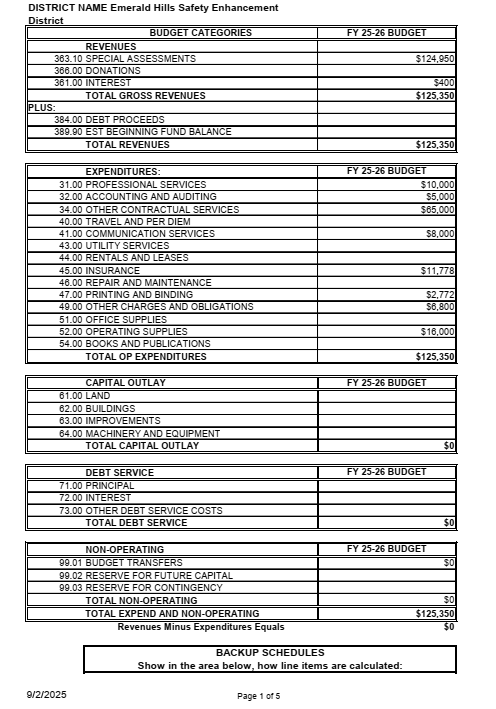 DISTRICT NAME Emerald Hills Safety Enhancement
District
BUDGET CATEGORIES FY 25-26 BUDGET
REVENUES
363.10 SPECIAL ASSESSMENTS $124,950
366.00 DONATIONS
361.00 INTEREST $400
TOTAL GROSS REVENUES $125,350
PLUS:
384.00 DEBT PROCEEDS
389.90 EST BEGINNING FUND BALANCE
TOTAL REVENUES $125,350
EXPENDITURES: FY 25-26 BUDGET
31.00 PROFESSIONAL SERVICES $10,000
32.00 ACCOUNTING AND AUDITING $5,000
34.00 OTHER CONTRACTUAL SERVICES $65,000
40.00 TRAVEL AND PER DIEM
41.00 COMMUNICATION SERVICES $8,000
43.00 UTILITY SERVICES
44.00 RENTALS AND LEASES
45.00 INSURANCE $11,778
46.00 REPAIR AND MAINTENANCE
47.00 PRINTING AND BINDING $2,772
49.00 OTHER CHARGES AND OBLIGATIONS $6,800
51.00 OFFICE SUPPLIES
52.00 OPERATING SUPPLIES $16,000
54.00 BOOKS AND PUBLICATIONS
TOTAL OP EXPENDITURES $125,350
CAPITAL OUTLAY FY 25-26 BUDGET
61.00 LAND
62.00 BUILDINGS
63.00 IMPROVEMENTS
64.00 MACHINERY AND EQUIPMENT
TOTAL CAPITAL OUTLAY $0
DEBT SERVICE FY 25-26 BUDGET
71.00 PRINCIPAL
72.00 INTEREST
73.00 OTHER DEBT SERVICE COSTS
TOTAL DEBT SERVICE $0
NON-OPERATING FY 25-26 BUDGET
99.01 BUDGET TRANSFERS $0
99.02 RESERVE FOR FUTURE CAPITAL
99.03 RESERVE FOR CONTINGENCY
TOTAL NON-OPERATING $0
TOTAL EXPEND AND NON-OPERATING $125,350
Revenues Minus Expenditures Equals $0
BACKUP SCHEDULES
Show in the area below, how line items are calculated:
9/2/2025 Page 1 of 5